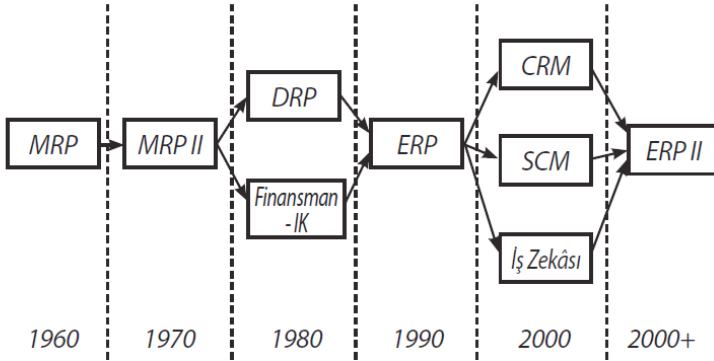 MRP
MRP II
DRP
Finansman
- IK
ERP
CRM
SCM
İş Zekâsı
ERP II
1960
1970
1980
1990
2000
2000+